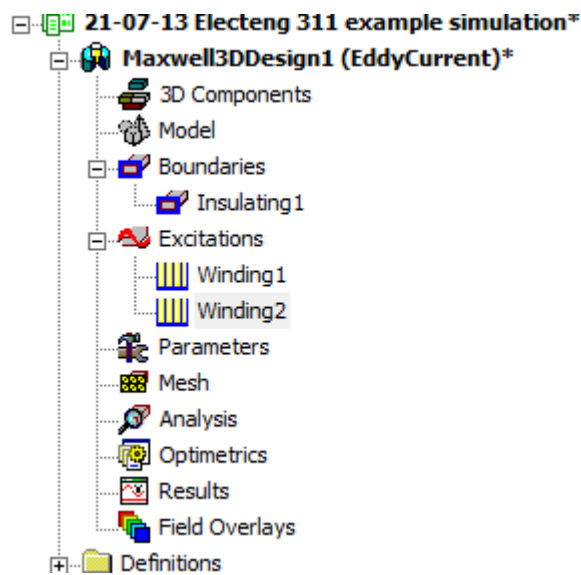 21-07-13 Electeng 311 example simulation*
Maxwell3DDesign1 (EddyCurrent)*
3D Components
Model
Boundaries
Insulating1
Excitations
Winding1
Winding2
Parameters
Mesh
Analysis
Optimetrics
Results
Field Overlays
Definitions